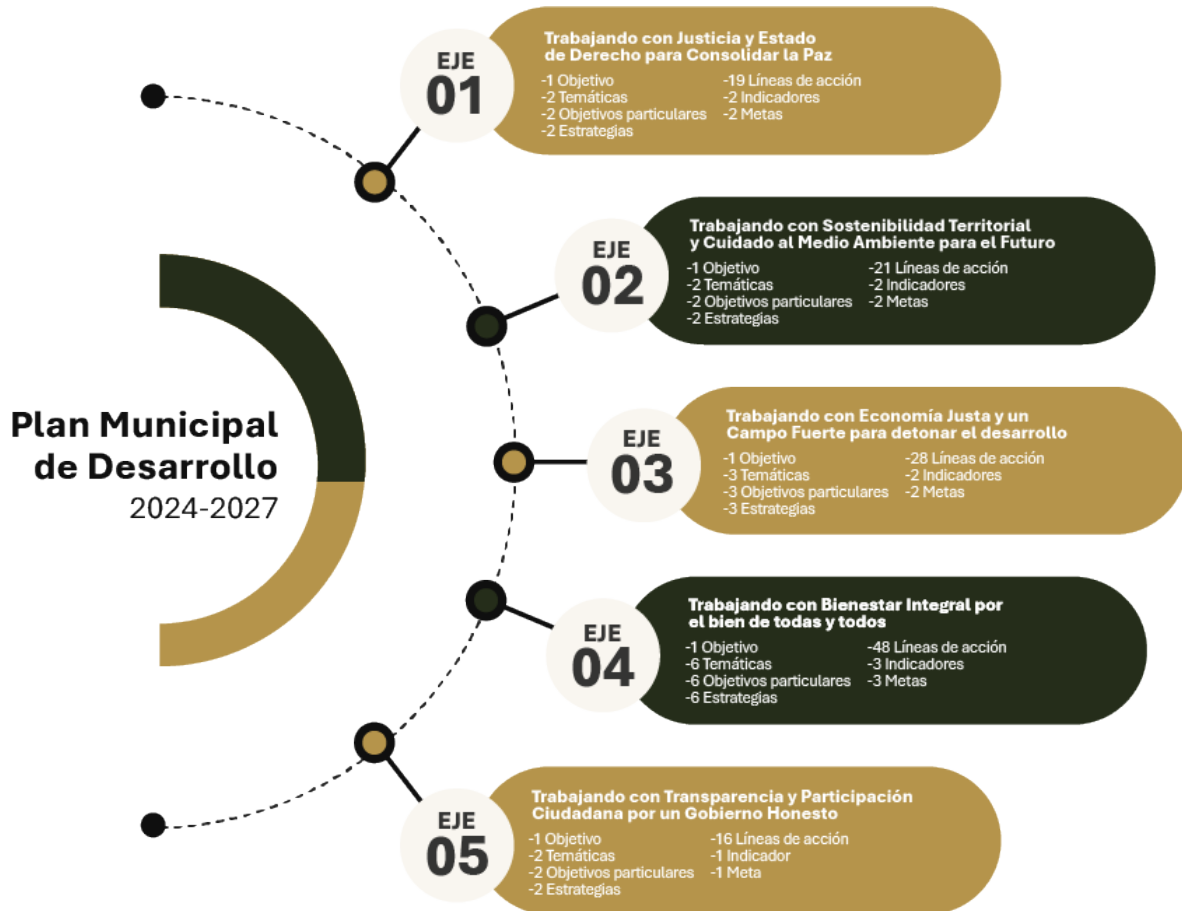 Plan Municipal
de Desarrollo
2024-2027
EJE
01
Trabajando con Justicia y Estado
de Derecho para Consolidar la Paz
-1 Objetivo
-2 Temáticas
-2 Objetivos particulares
-2 Estrategias
-19 Líneas de acción
-2 Indicadores
-2 Metas
EJE
02
Trabajando con Sostenibilidad Territorial
y Cuidado al Medio Ambiente para el Futuro
-1 Objetivo
-2 Temáticas
-2 Objetivos particulares
-2 Estrategias
-21 Líneas de acción
-2 Indicadores
-2 Metas
EJE
03
Trabajando con Economía Justa y un
Campo Fuerte para detonar el desarrollo
-1 Objetivo
-3 Temáticas
-3 Objetivos particulares
-3 Estrategias
-28 Líneas de acción
-2 Indicadores
-2 Metas
EJE
04
Trabajando con Bienestar Integral por
el bien de todas y todos
-1 Objetivo
-6 Temáticas
-6 Objetivos particulares
-6 Estrategias
-48 Líneas de acción
-3 Indicadores
-3 Metas
EJE
05
Trabajando con Transparencia y Participación
Ciudadana por un Gobierno Honesto
-1 Objetivo
-2 Temáticas
-2 Objetivos particulares
-2 Estrategias
-16 Líneas de acción
-1 Indicador
-1 Meta